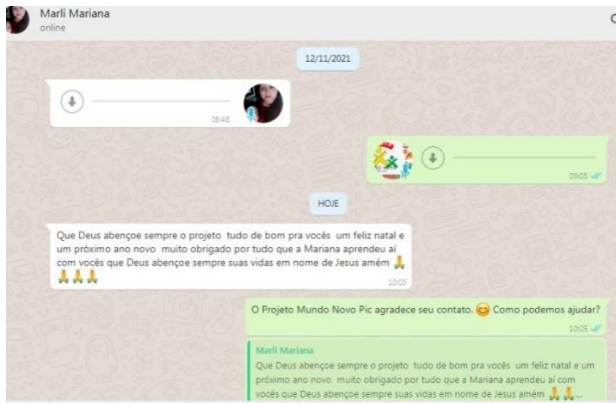 Marli Mariana
online
12/11/2021
08:48
09:05
HOJE
Que Deus abençoe sempre o projeto tudo de bom pra vocês um feliz natal e
um próximo ano novo muito obrigado por tudo que a Mariana aprendeu aí
com vocês que Deus abençoe sempre suas vidas em nome de Jesus amém 🙏
🙏🙏🙏
10:05
O Projeto Mundo Novo Pic agradece seu contato. 😊 Como podemos ajudar?
10:05
Marli Mariana
Que Deus abençoe sempre o projeto tudo de bom pra vocês um feliz natal e um
próximo ano novo muito obrigado por tudo que a Mariana aprendeu aí com
vocês que Deus abençoe sempre suas vidas em nome de Jesus amém 🙏🙏...